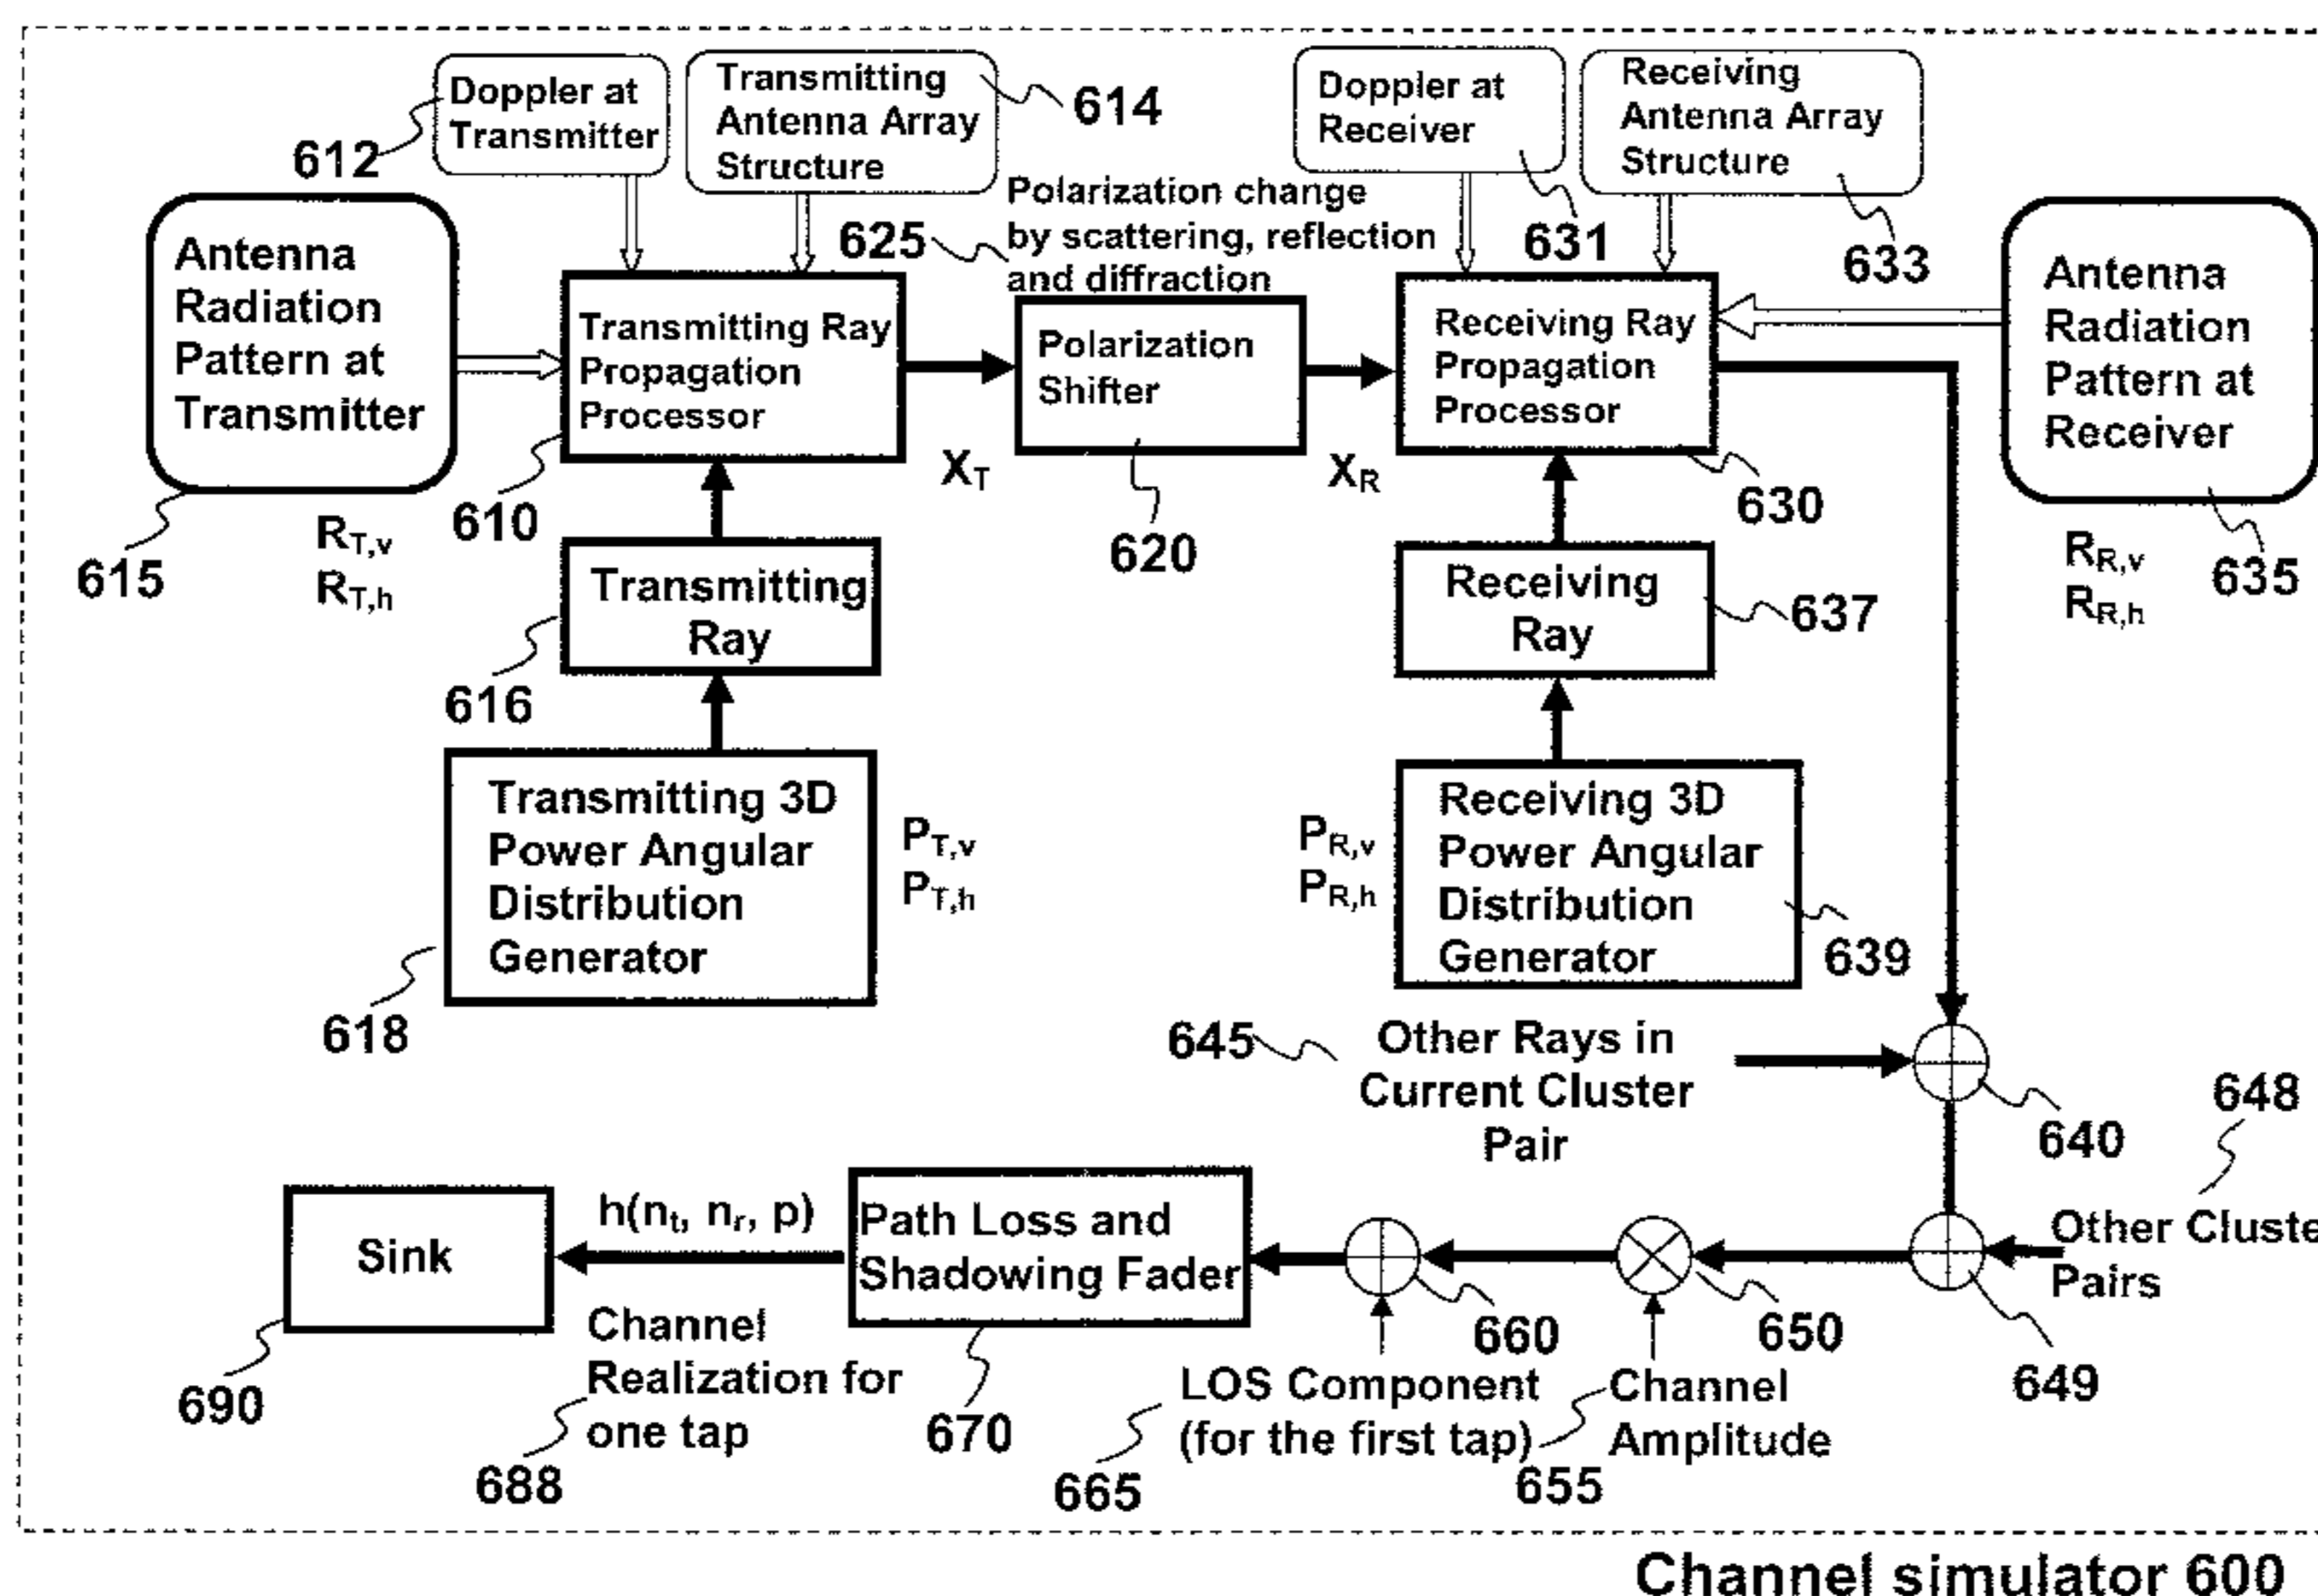 Doppler at
Transmitter
612
Transmitting
Antenna Array
Structure
614
Doppler at
Receiver
631
Receiving
Antenna Array
Structure
633
Antenna
Radiation
Pattern at
Transmitter
615
R_T,v
R_T,h
Polarization change
by scattering, reflection
and diffraction
625
Transmitting Ray
Propagation
Processor
610
X_T
Polarization
Shifter
620
X_R
Receiving Ray
Propagation
Processor
630
Antenna
Radiation
Pattern at
Receiver
635
R_R,v
R_R,h
Transmitting
Ray
616
Receiving
Ray
637
Transmitting 3D
Power Angular
Distribution
Generator
618
P_T,v
P_T,h
P_R,v
P_R,h
Receiving 3D
Power Angular
Distribution
Generator
639
645
Other Rays in
Current Cluster
Pair
640
648
Other Cluste
Pairs
649
650
Channel
Amplitude
655
660
LOS Component
(for the first tap)
665
Path Loss and
Shadowing Fader
670
h(n_t, n_r, p)
Channel
Realization for
one tap
688
Sink
690
Channel simulator 600